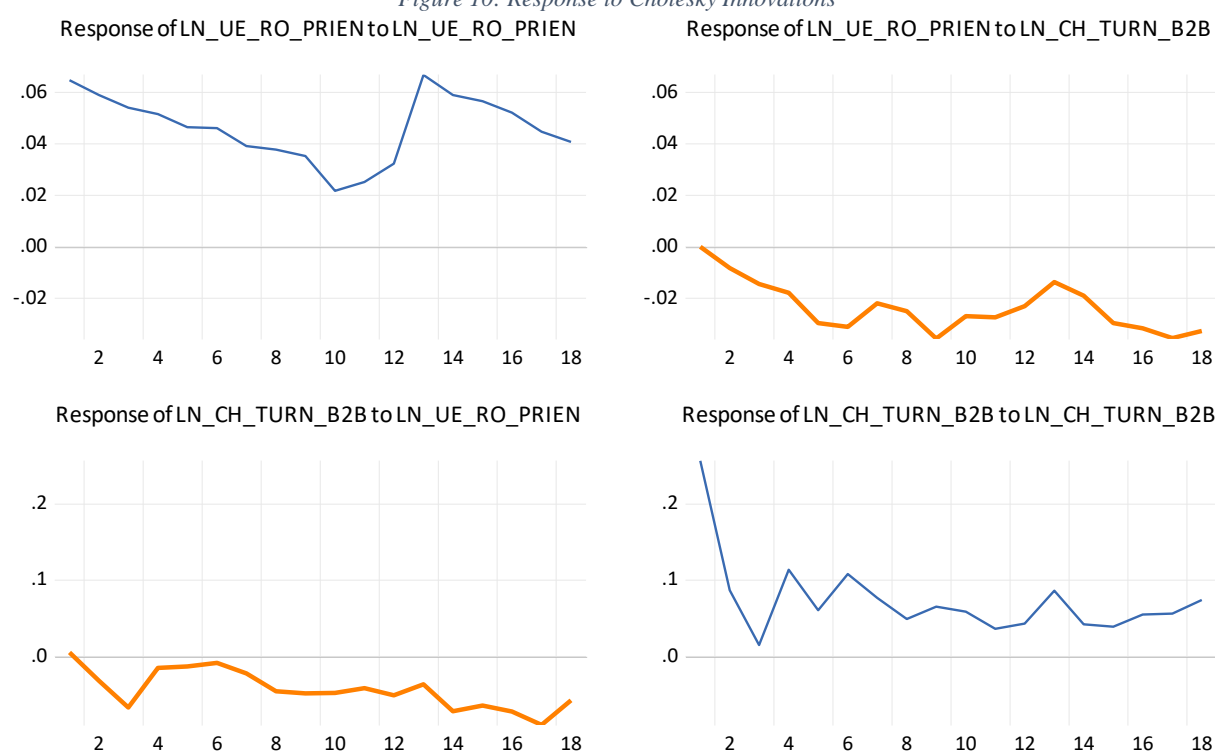 Figure 10: Response to Cholesky Innovations
Response of LN_UE_RO_PRIEN to LN_UE_RO_PRIEN
.06
.04
.02
.00
-.02
2 4 6 8 10 12 14 16 18
Response of LN_UE_RO_PRIEN to LN_CH_TURN_B2B
.06
.04
.02
.00
-.02
2 4 6 8 10 12 14 16 18
Response of LN_CH_TURN_B2B to LN_UE_RO_PRIEN
.2
.1
.0
2 4 6 8 10 12 14 16 18
Response of LN_CH_TURN_B2B to LN_CH_TURN_B2B
.2
.1
.0
2 4 6 8 10 12 14 16 18